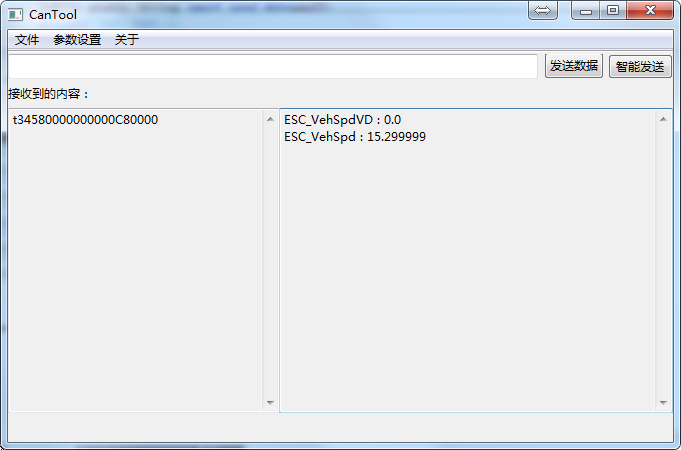 CanTool
文件 参数设置 关于
发送数据 智能发送
接收到的内容：
t34580000000000C80000
ESC_VehSpdVD : 0.0
ESC_VehSpd : 15.299999